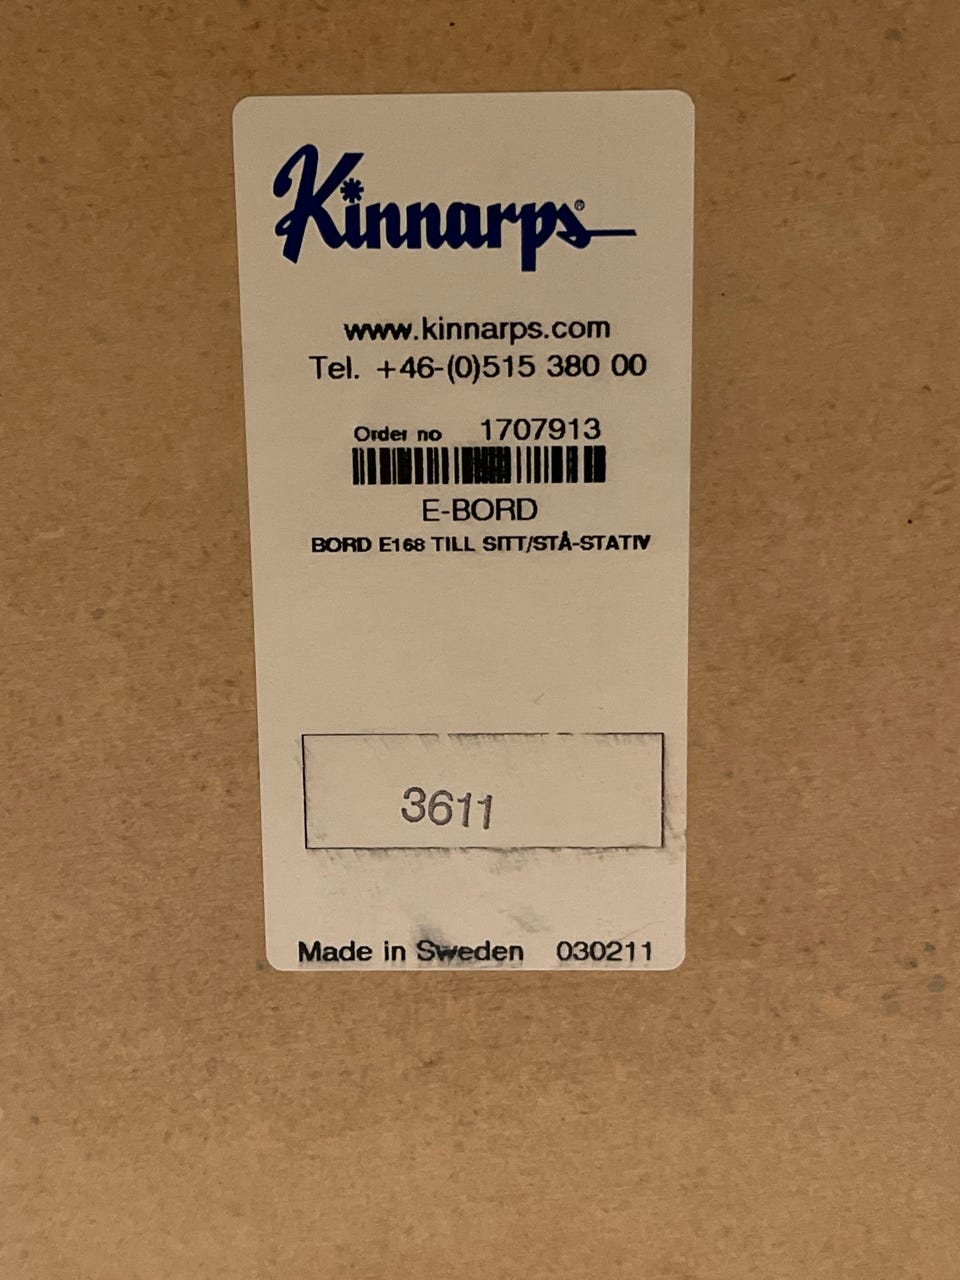 Kinnarps®
www.kinnarps.com
Tel. +46-(0)515 380 00
Order no 1707913
E-BORD
BORD E168 TILL SITT/STÅ-STATIV
3611
Made in Sweden 030211